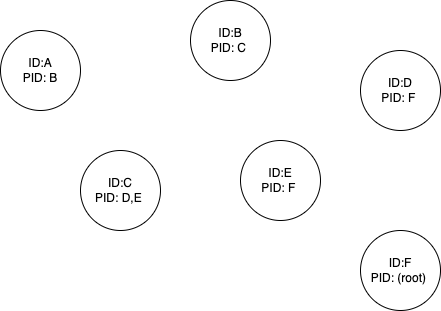 ID:A
PID: B
ID:B
PID: C
ID:D
PID: F
ID:C
PID: D,E
ID:E
PID: F
ID:F
PID: (root)